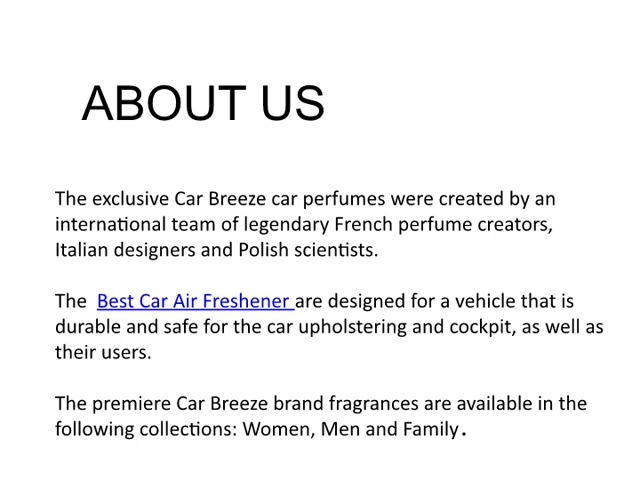 ABOUT US
The exclusive Car Breeze car perfumes were created by an
international team of legendary French perfume creators,
Italian designers and Polish scientists.
The  Best Car Air Freshener are designed for a vehicle that is
durable and safe for the car upholstering and cockpit, as well as
their users.
The premiere Car Breeze brand fragrances are available in the
following collections: Women, Men and Family.